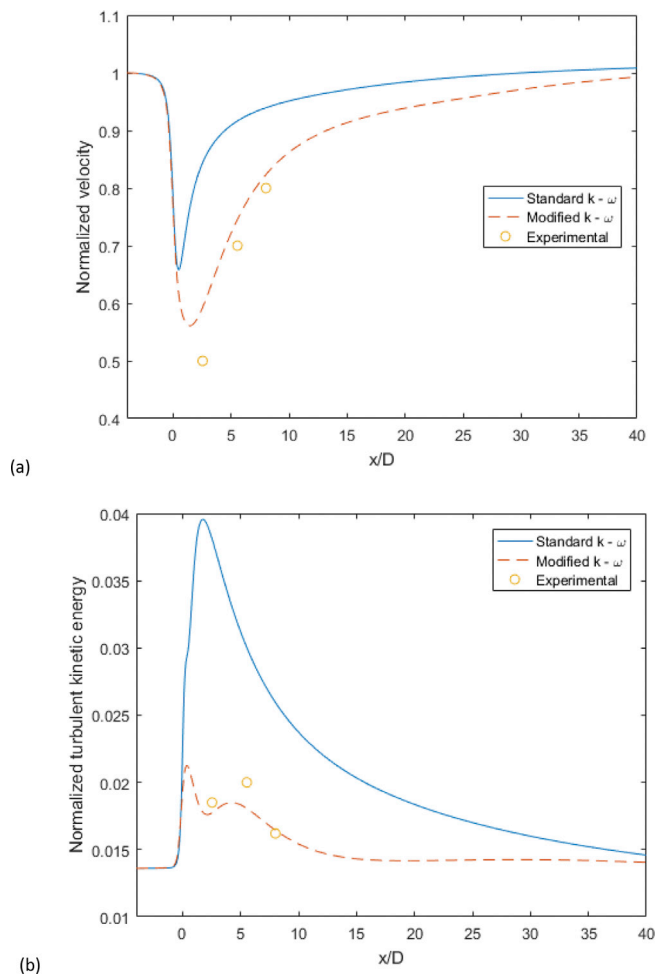 1.1
1
0.9
0.8
0.7
0.6
0.5
0.4
Normalized velocity
Standard k - ω
Modified k - ω
Experimental
0 5 10 15 20 25 30 35 40
x/D
(a)
0.04
0.035
0.03
0.025
0.02
0.015
0.01
Normalized turbulent kinetic energy
Standard k - ω
Modified k - ω
Experimental
0 5 10 15 20 25 30 35 40
x/D
(b)